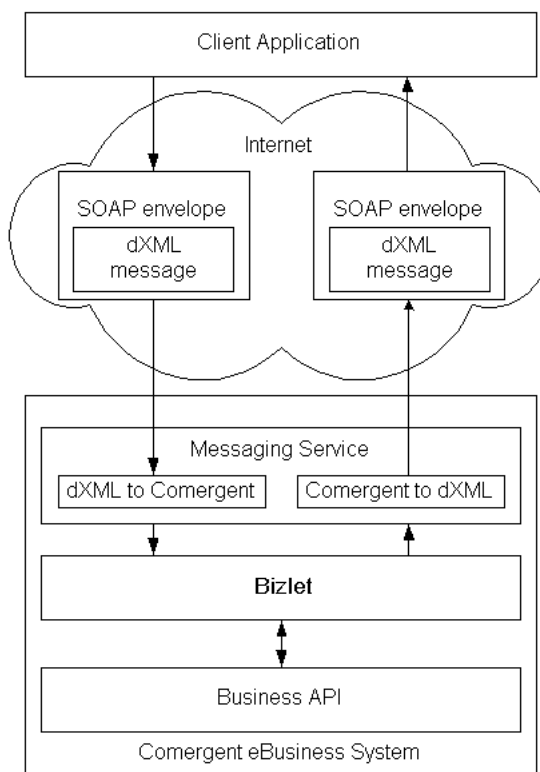 Client Application
Internet
SOAP envelope
dXML
message
SOAP envelope
dXML
message
Messaging Service
dXML to Comergent
Comergent to dXML
Bizlet
Business API
Comergent eBusiness System